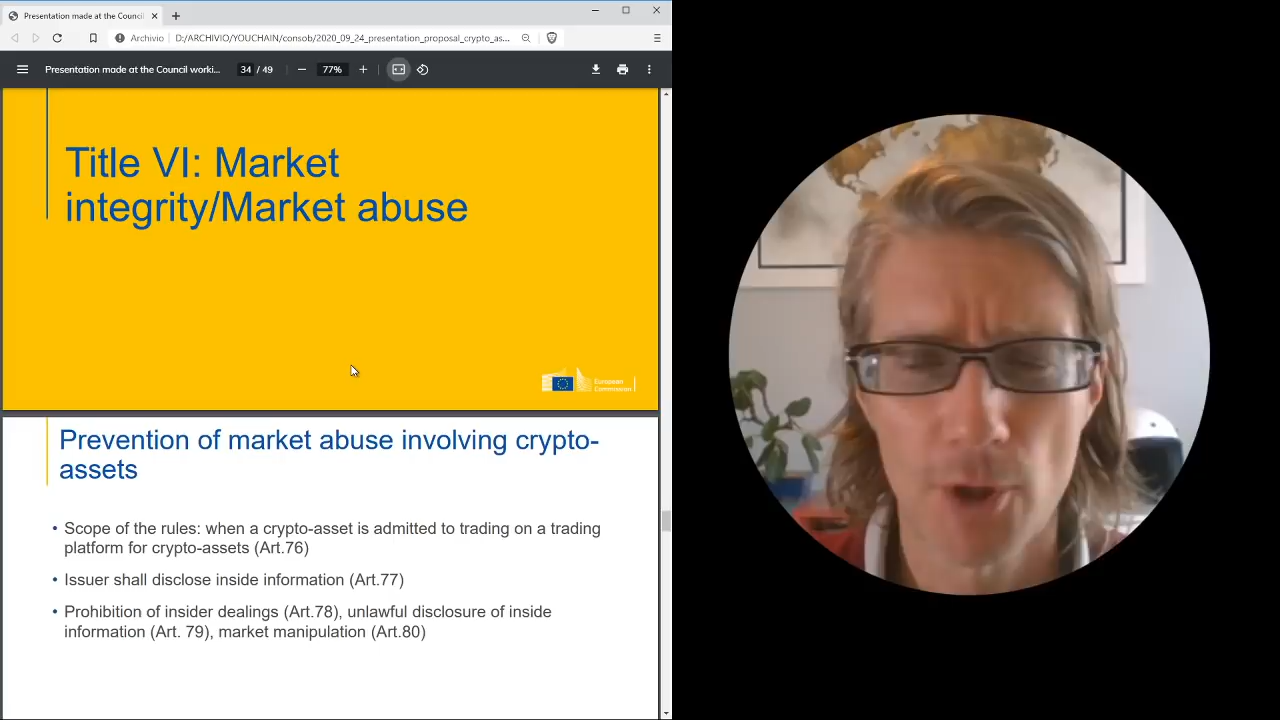 Presentation made at the Council
Archivio
D:/ARCHIVIO/YOUCHAIN/consob/2020_09_24_presentation_proposal_crypto_as...
Presentation made at the Council worki...
34 / 49
77%
Title VI: Market
integrity/Market abuse
European
Commission
Prevention of market abuse involving crypto-
assets
• Scope of the rules: when a crypto-asset is admitted to trading on a trading
platform for crypto-assets (Art.76)
• Issuer shall disclose inside information (Art.77)
• Prohibition of insider dealings (Art.78), unlawful disclosure of inside
information (Art. 79), market manipulation (Art.80)